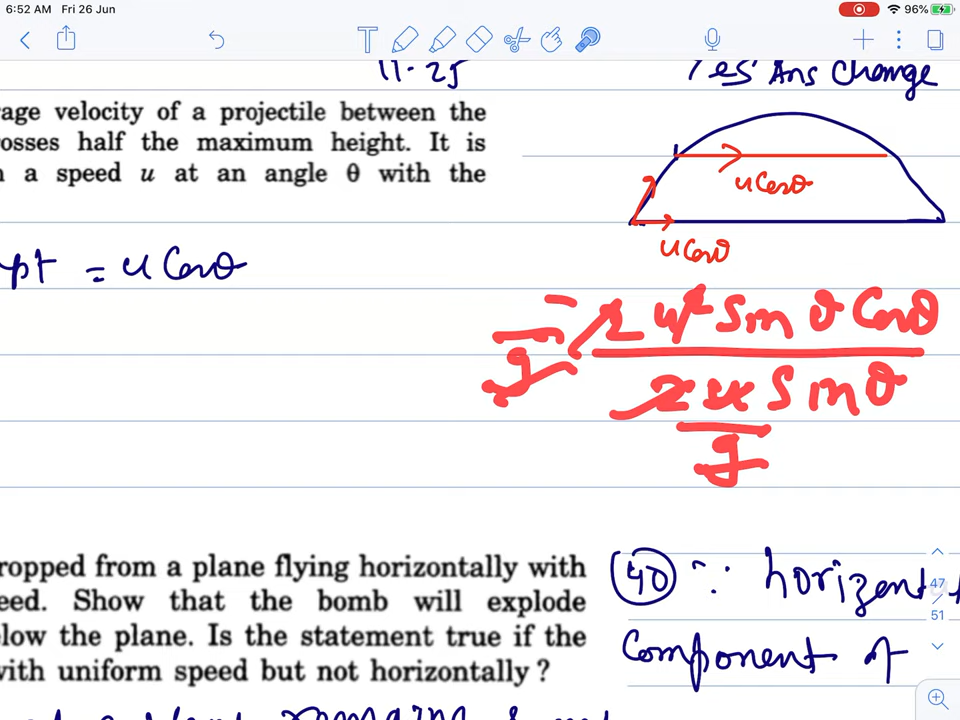 6:52 AM Fri 26 Jun
96%
11.25
Yes Ans Change
rage velocity of a projectile between the
rosses half the maximum height. It is
a speed u at an angle θ with the
u Cosθ
u Cosθ
pt = u Cosθ
= 2 u² Sin θ Cosθ
g
2 u Sin θ
g
ropped from a plane flying horizontally with
eed. Show that the bomb will explode
low the plane. Is the statement true if the
with uniform speed but not horizontally ?
40 ∵ horizont
Component of
47
51